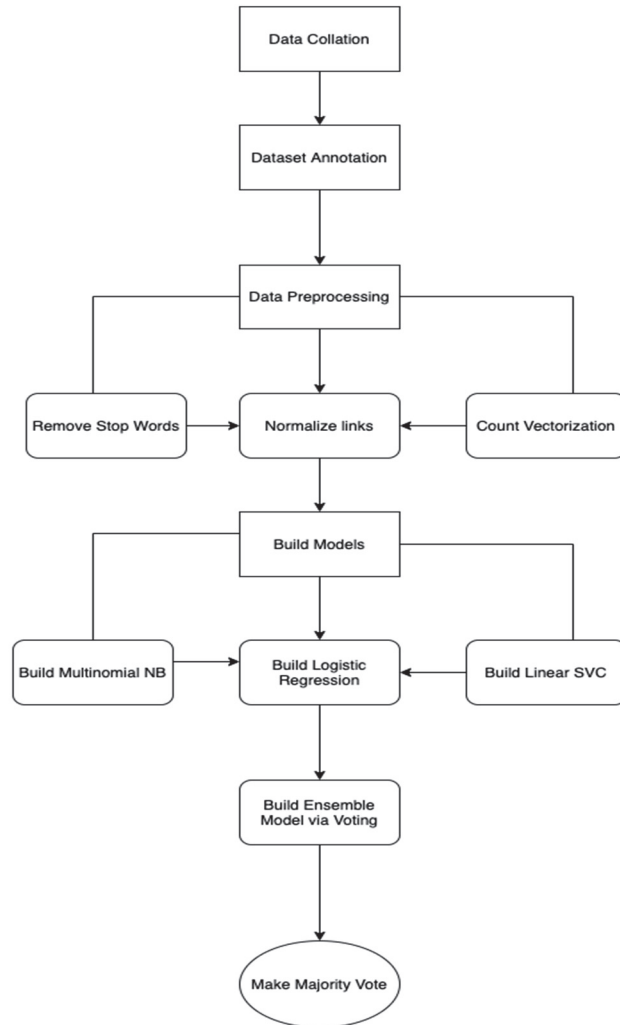 Data Collation
Dataset Annotation
Data Preprocessing
Remove Stop Words
Normalize links
Count Vectorization
Build Models
Build Multinomial NB
Build Logistic
Regression
Build Linear SVC
Build Ensemble
Model via Voting
Make Majority Vote